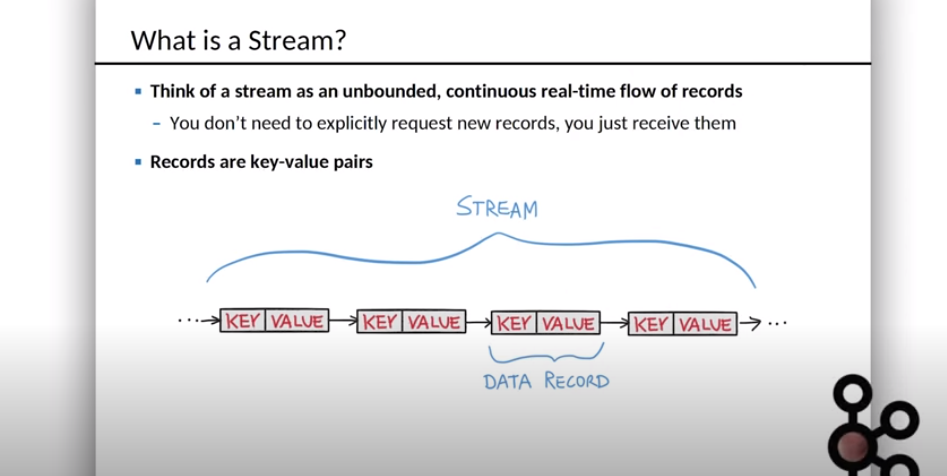 What is a Stream?
▪ Think of a stream as an unbounded, continuous real-time flow of records
– You don't need to explicitly request new records, you just receive them
▪ Records are key-value pairs
STREAM
...→ KEY VALUE → KEY VALUE → KEY VALUE → KEY VALUE → ...
DATA RECORD